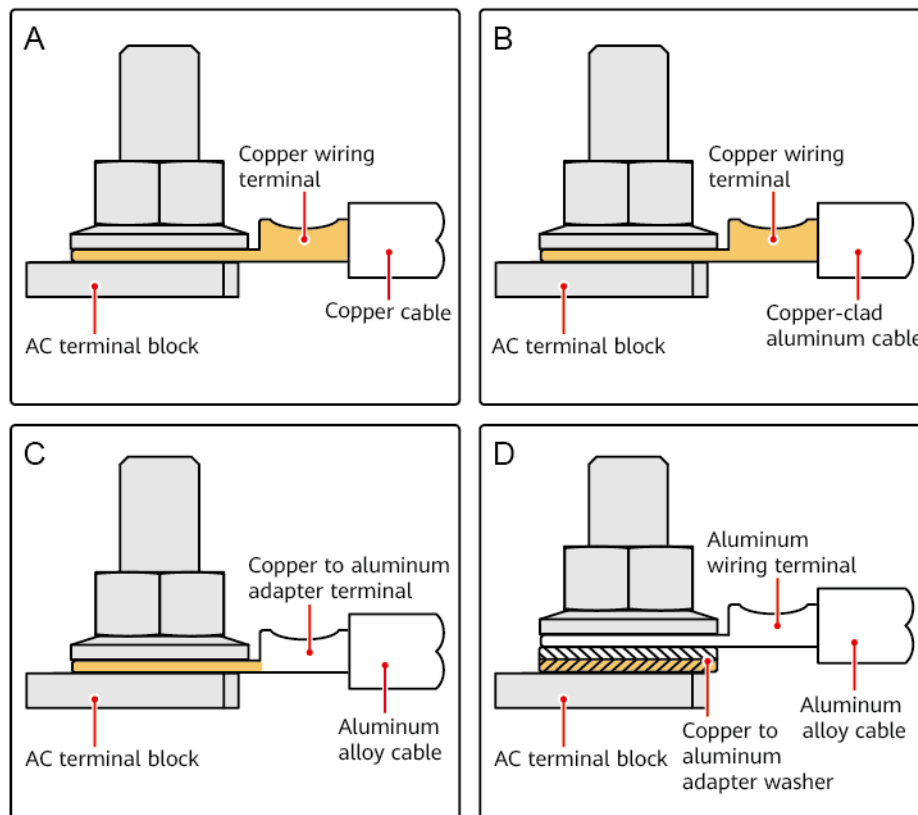 A
Copper wiring
terminal
Copper cable
AC terminal block
B
Copper wiring
terminal
Copper-clad
aluminum cable
AC terminal block
C
Copper to aluminum
adapter terminal
Aluminum
alloy cable
AC terminal block
D
Aluminum
wiring terminal
Aluminum
alloy cable
Copper to
aluminum
adapter washer
AC terminal block